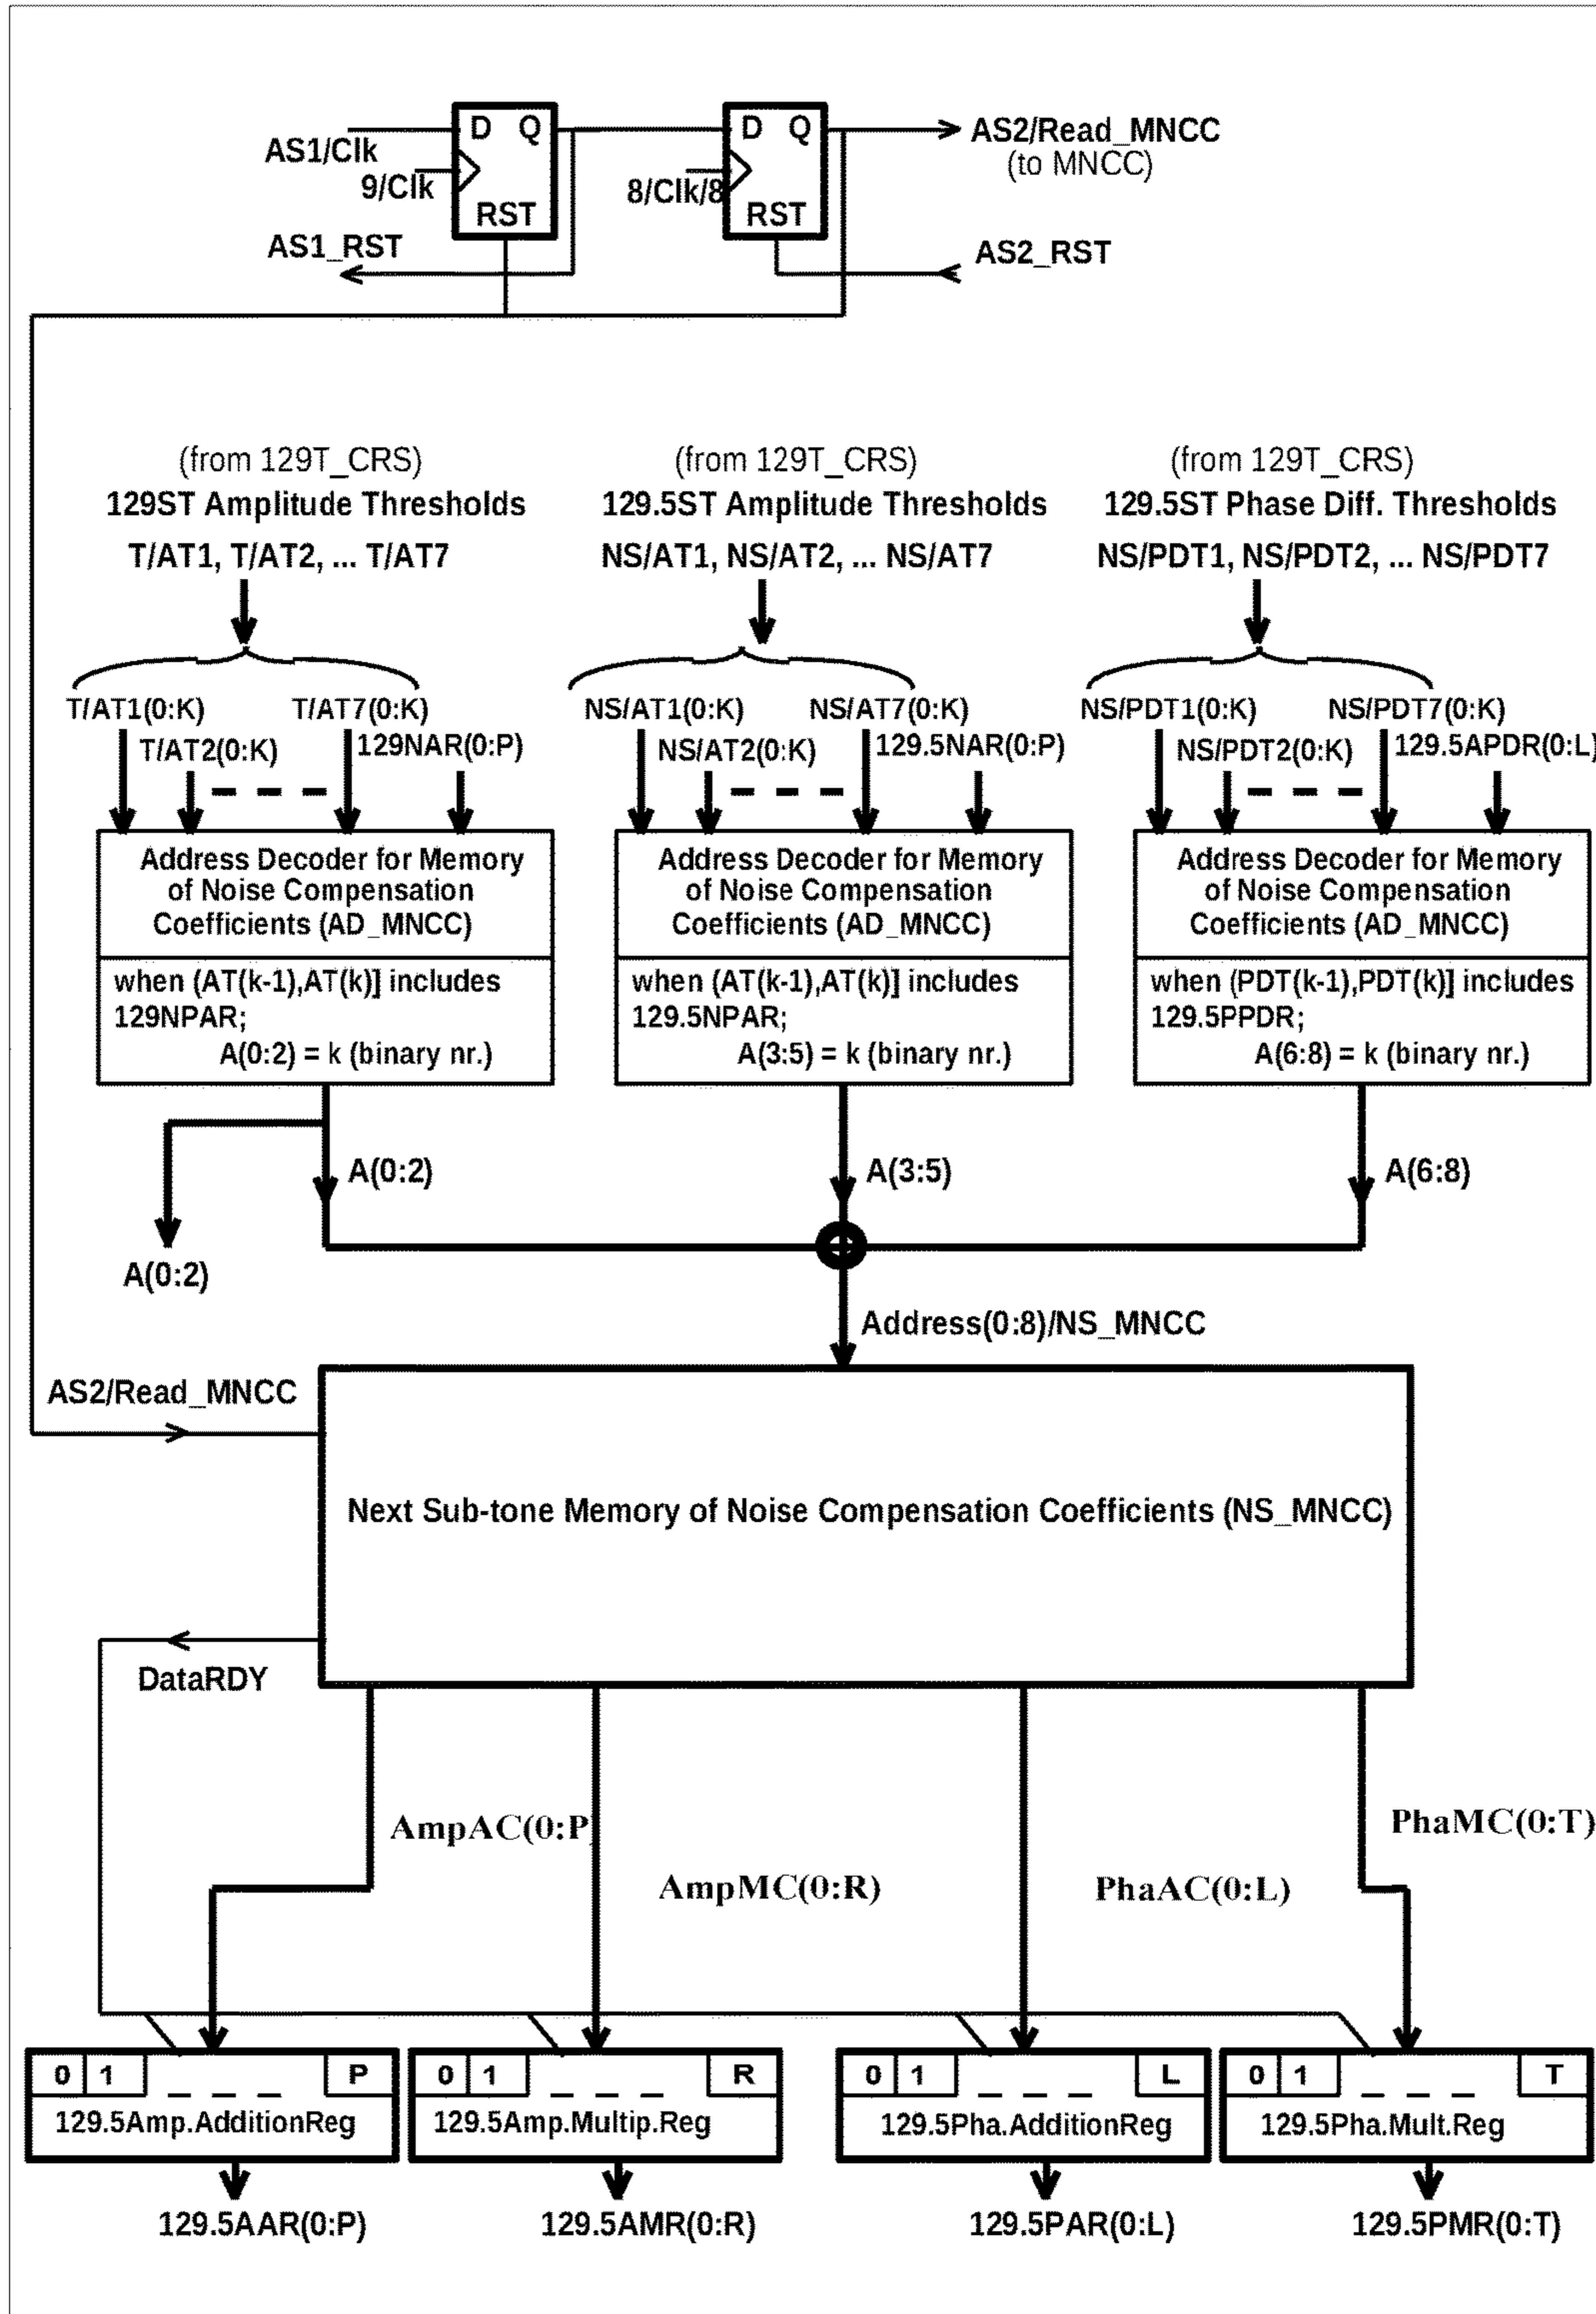 D Q
D Q
AS2/Read_MNCC
(to MNCC)
AS1/Clk
9/Clk
8/Clk/8
RST
RST
AS1_RST
AS2_RST
(from 129T_CRS)
129ST Amplitude Thresholds
T/AT1, T/AT2, ... T/AT7
(from 129T_CRS)
129.5ST Amplitude Thresholds
NS/AT1, NS/AT2, ... NS/AT7
(from 129T_CRS)
129.5ST Phase Diff. Thresholds
NS/PDT1, NS/PDT2, ... NS/PDT7
T/AT1(0:K)
T/AT7(0:K)
T/AT2(0:K)
129NAR(0:P)
NS/AT1(0:K)
NS/AT7(0:K)
NS/AT2(0:K)
129.5NAR(0:P)
NS/PDT1(0:K)
NS/PDT7(0:K)
NS/PDT2(0:K)
129.5APDR(0:L)
Address Decoder for Memory
of Noise Compensation
Coefficients (AD_MNCC)
when (AT(k-1),AT(k)] includes
129NPAR;
A(0:2) = k (binary nr.)
Address Decoder for Memory
of Noise Compensation
Coefficients (AD_MNCC)
when (AT(k-1),AT(k)] includes
129.5NPAR;
A(3:5) = k (binary nr.)
Address Decoder for Memory
of Noise Compensation
Coefficients (AD_MNCC)
when (PDT(k-1),PDT(k)] includes
129.5PPDR;
A(6:8) = k (binary nr.)
A(0:2)
A(3:5)
A(6:8)
A(0:2)
Address(0:8)/NS_MNCC
AS2/Read_MNCC
Next Sub-tone Memory of Noise Compensation Coefficients (NS_MNCC)
DataRDY
AmpAC(0:P)
PhaMC(0:T)
AmpMC(0:R)
PhaAC(0:L)
0 1 P
129.5Amp.AdditionReg
0 1 R
129.5Amp.Multip.Reg
0 1 L
129.5Pha.AdditionReg
0 1 T
129.5Pha.Mult.Reg
129.5AAR(0:P)
129.5AMR(0:R)
129.5PAR(0:L)
129.5PMR(0:T)